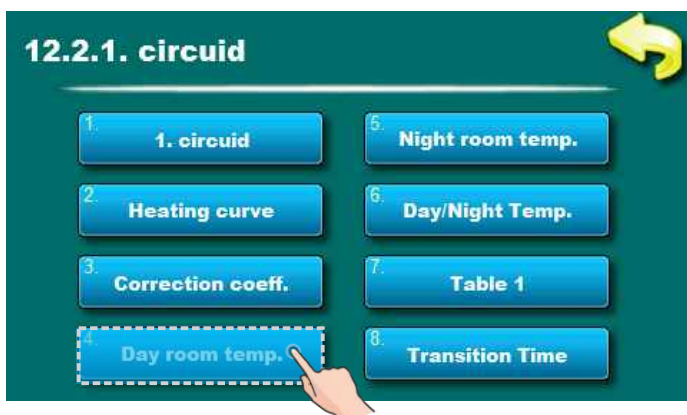 12.2.1. circuid
1. 1. circuid
2. Heating curve
3. Correction coeff.
4. Day room temp.
5. Night room temp.
6. Day/Night Temp.
7. Table 1
8. Transition Time